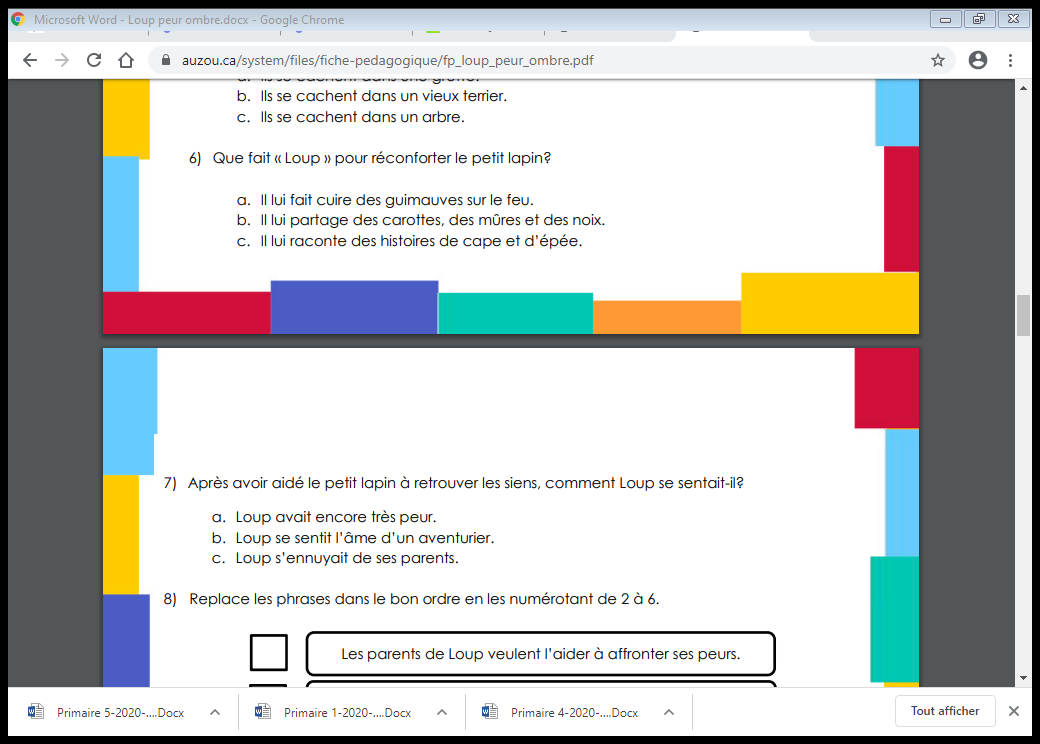 Microsoft Word - Loup peur ombre.docx - Google Chrome
auzou.ca/system/files/fiche-pedagogique/fp_loup_peur_ombre.pdf
a. Ils se cachent dans une grotte.
b. Ils se cachent dans un vieux terrier.
c. Ils se cachent dans un arbre.
6) Que fait « Loup » pour réconforter le petit lapin?
a. Il lui fait cuire des guimauves sur le feu.
b. Il lui partage des carottes, des mûres et des noix.
c. Il lui raconte des histoires de cape et d’épée.
7) Après avoir aidé le petit lapin à retrouver les siens, comment Loup se sentait-il?
a. Loup avait encore très peur.
b. Loup se sentit l’âme d’un aventurier.
c. Loup s’ennuyait de ses parents.
8) Replace les phrases dans le bon ordre en les numérotant de 2 à 6.
Les parents de Loup veulent l’aider à affronter ses peurs.
Primaire 5-2020-....Docx Primaire 1-2020-....Docx Primaire 4-2020-....Docx Tout afficher